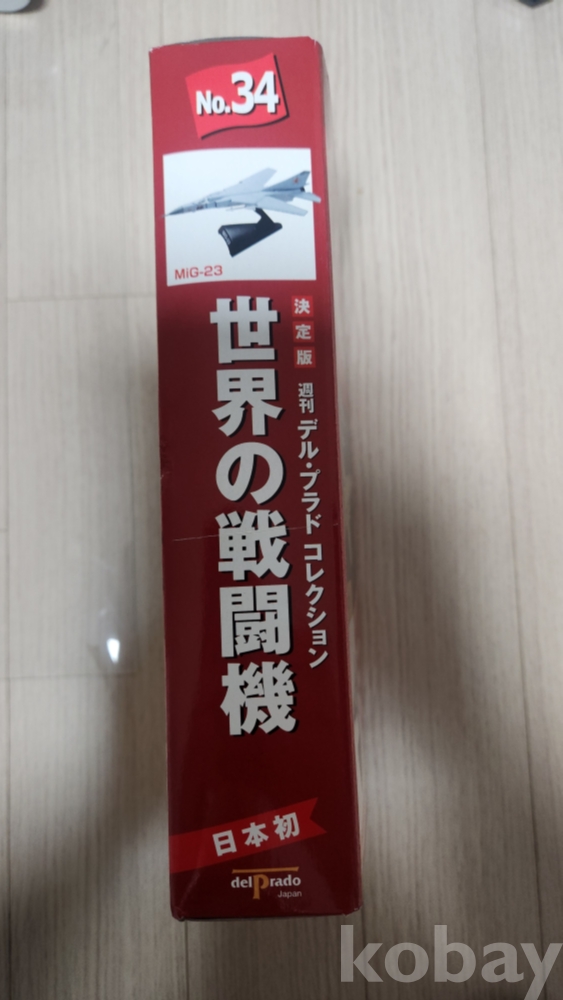 No.34
MiG-23
決定版
週刊 デル・プラド コレクション
世界の戦闘機
日本初
delPrado
Japan
kobay